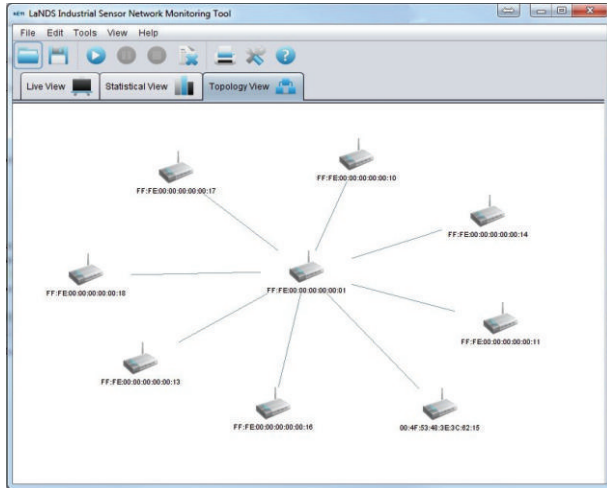 LaNDS Industrial Sensor Network Monitoring Tool
File Edit Tools View Help
Live View Statistical View Topology View
FF:FE:00:00:00:00:00:17
FF:FE:00:00:00:00:00:10
FF:FE:00:00:00:00:00:14
FF:FE:00:00:00:00:00:01
FF:FE:00:00:00:00:00:18
FF:FE:00:00:00:00:00:11
FF:FE:00:00:00:00:00:13
FF:FE:00:00:00:00:00:16
00:4F:53:48:3E:3C:62:15